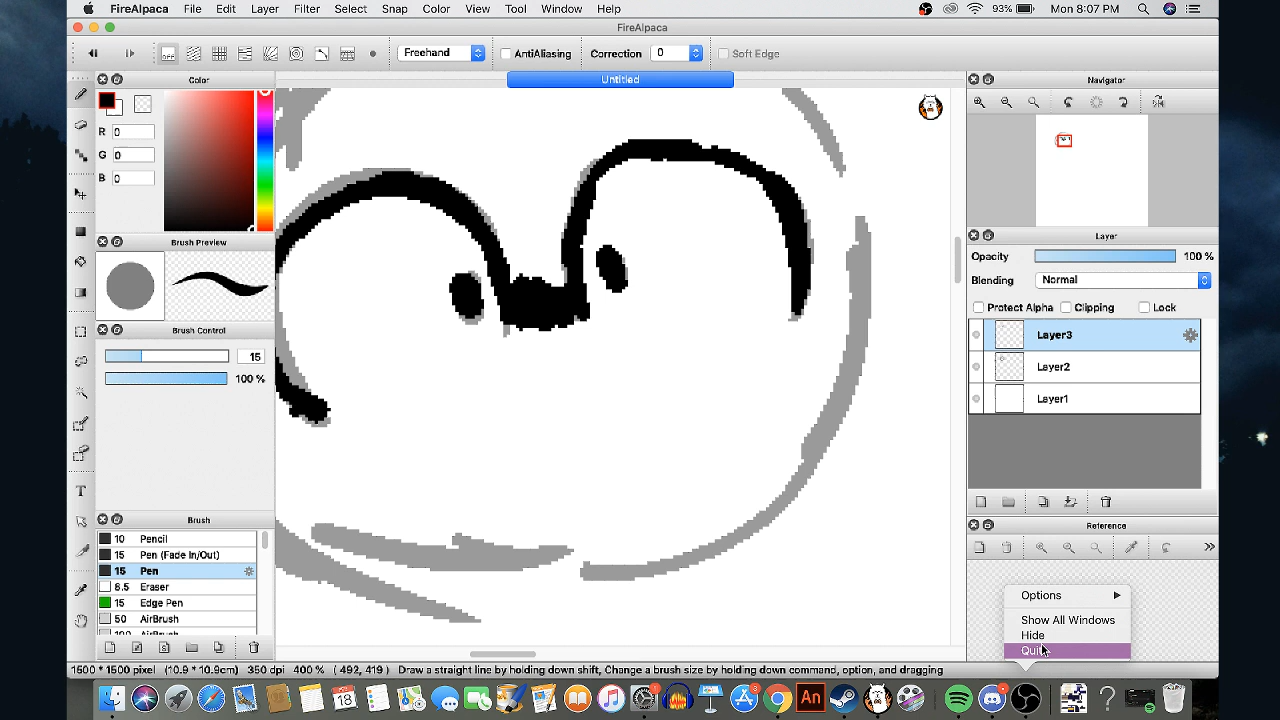 FireAlpaca File Edit Layer Filter Select Snap Color View Tool Window Help 93% Mon 8:07 PM
FireAlpaca
OFF Freehand AntiAliasing Correction 0 Soft Edge
Color Untitled Navigator
R 0
G 0
B 0
Brush Preview Layer
Opacity 100 %
Blending Normal
Protect Alpha Clipping Lock
Brush Control
Layer3
15 Layer2
100 % Layer1
T
Brush Reference
10 Pencil
15 Pen (Fade In/Out)
15 Pen
8.5 Eraser
15 Edge Pen
50 AirBrush
100 AirBrush
Options
Show All Windows
Hide
Quit
1500 * 1500 pixel (10.9 * 10.9cm) 350 dpi 400 % ( 492, 419 ) Draw a straight line by holding down shift, Change a brush size by holding down command, option, and dragging
18 An